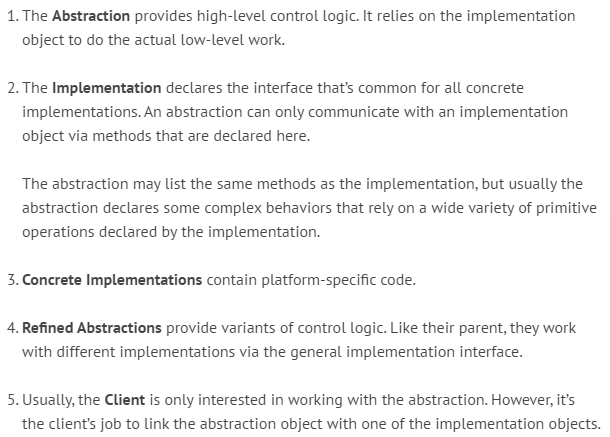 1. The Abstraction provides high-level control logic. It relies on the implementation
object to do the actual low-level work.
2. The Implementation declares the interface that’s common for all concrete
implementations. An abstraction can only communicate with an implementation
object via methods that are declared here.
The abstraction may list the same methods as the implementation, but usually the
abstraction declares some complex behaviors that rely on a wide variety of primitive
operations declared by the implementation.
3. Concrete Implementations contain platform-specific code.
4. Refined Abstractions provide variants of control logic. Like their parent, they work
with different implementations via the general implementation interface.
5. Usually, the Client is only interested in working with the abstraction. However, it’s
the client’s job to link the abstraction object with one of the implementation objects.